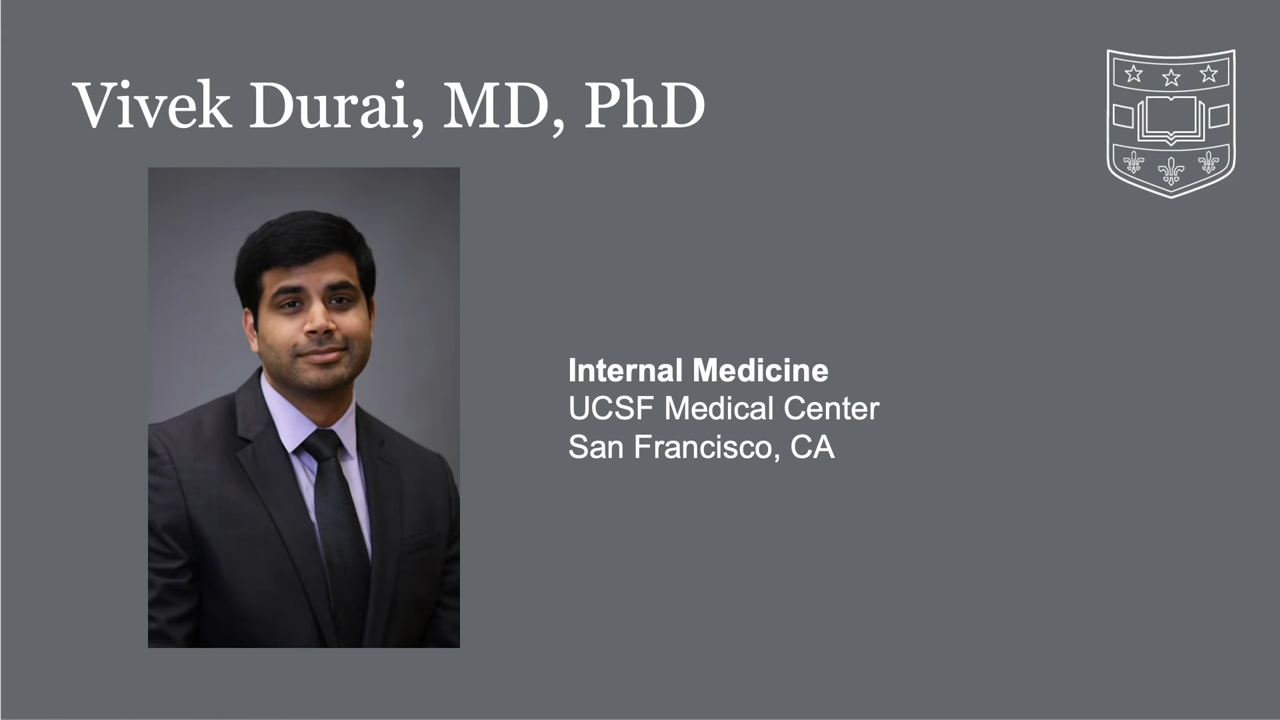 Vivek Durai, MD, PhD
Internal Medicine
UCSF Medical Center
San Francisco, CA